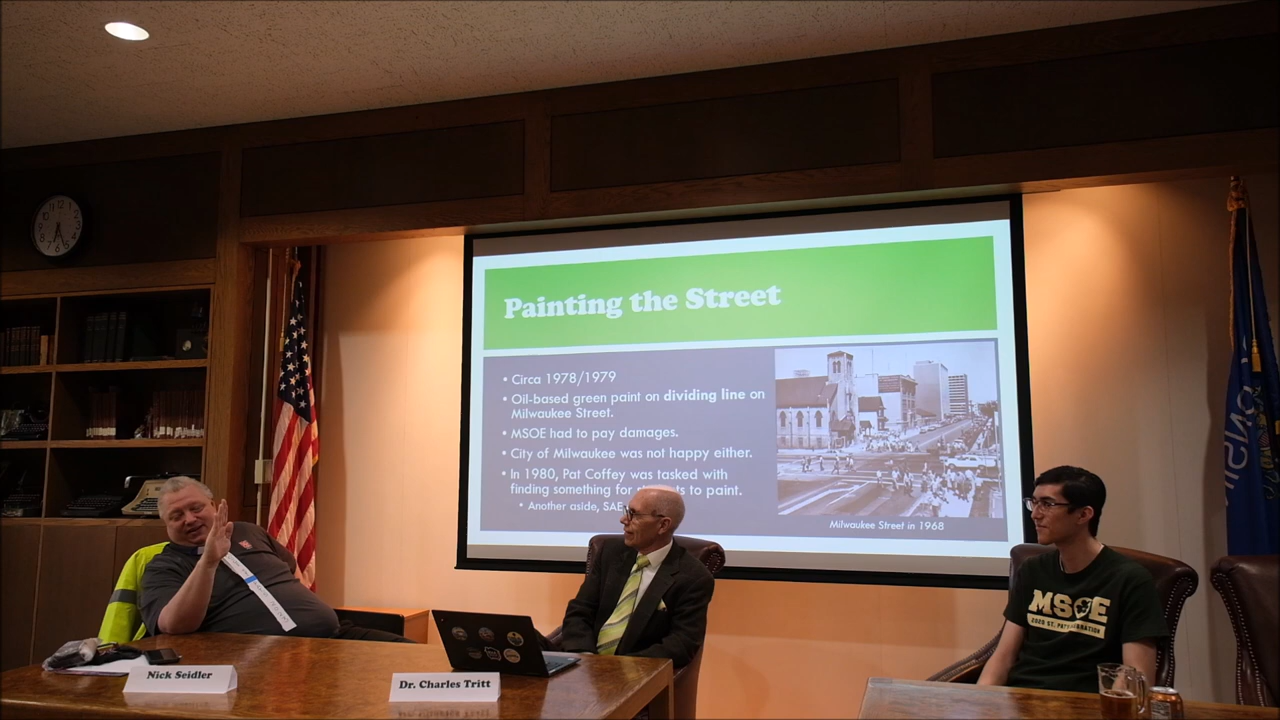 Painting the Street
• Circa 1978/1979
• Oil-based green paint on dividing line on
Milwaukee Street.
• MSOE had to pay damages.
• City of Milwaukee was not happy either.
• In 1980, Pat Coffey was tasked with
finding something for to paint.
• Another aside, SAE
Milwaukee Street in 1968
Nick Seidler
Dr. Charles Tritt
MSOE
2020 ST. PAT'S